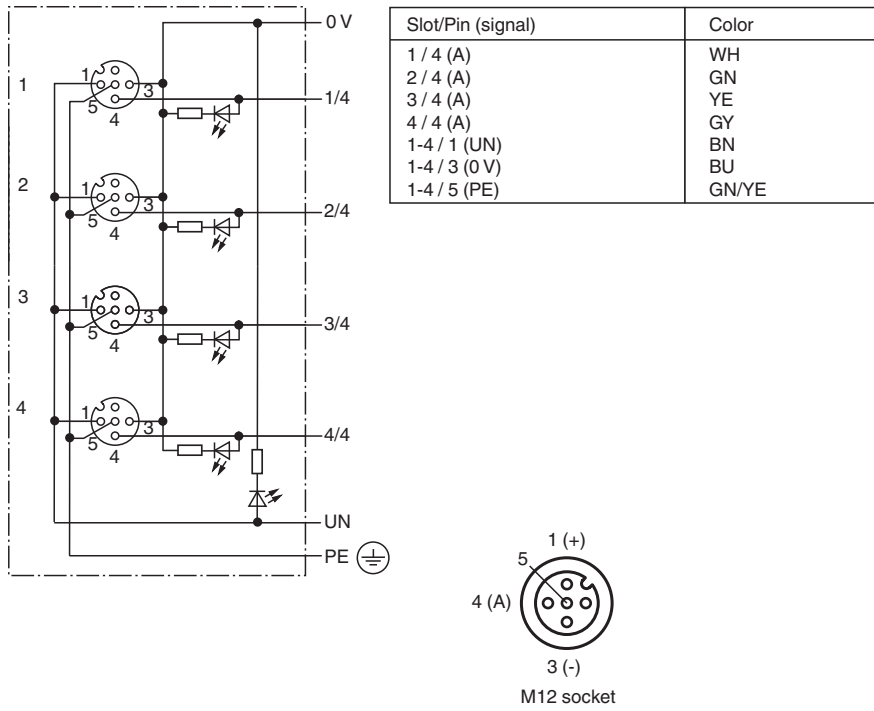 0 V
1
1
3
5
4
1/4
2
1
3
5
4
2/4
3
1
3
5
4
3/4
4
1
3
5
4
4/4
UN
PE
Slot/Pin (signal) Color
1 / 4 (A) WH
2 / 4 (A) GN
3 / 4 (A) YE
4 / 4 (A) GY
1-4 / 1 (UN) BN
1-4 / 3 (0 V) BU
1-4 / 5 (PE) GN/YE
1 (+)
5
4 (A)
3 (-)
M12 socket